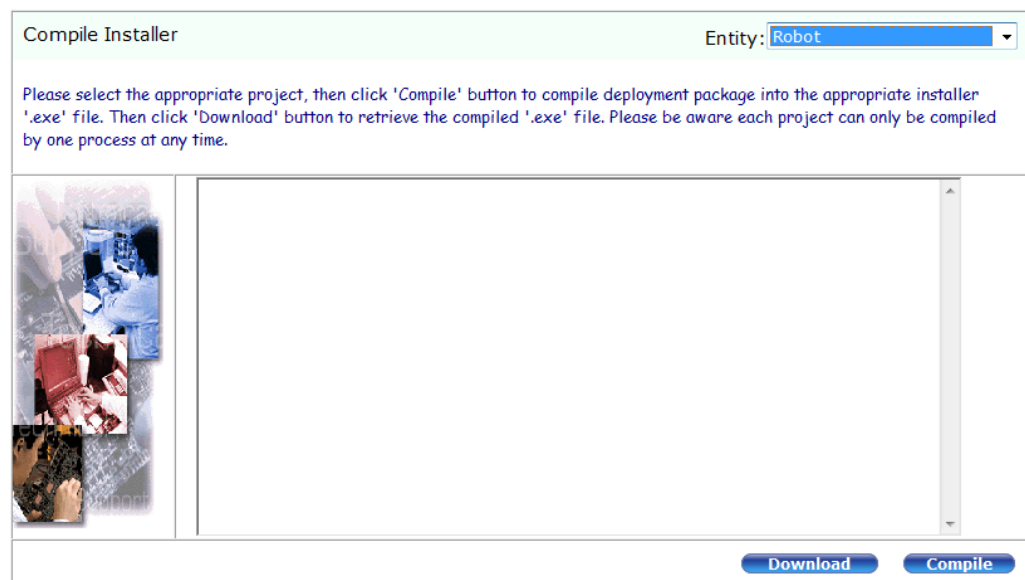 Compile Installer
Entity: Robot
Please select the appropriate project, then click 'Compile' button to compile deployment package into the appropriate installer
'.exe' file. Then click 'Download' button to retrieve the compiled '.exe' file. Please be aware each project can only be compiled
by one process at any time.
Download
Compile